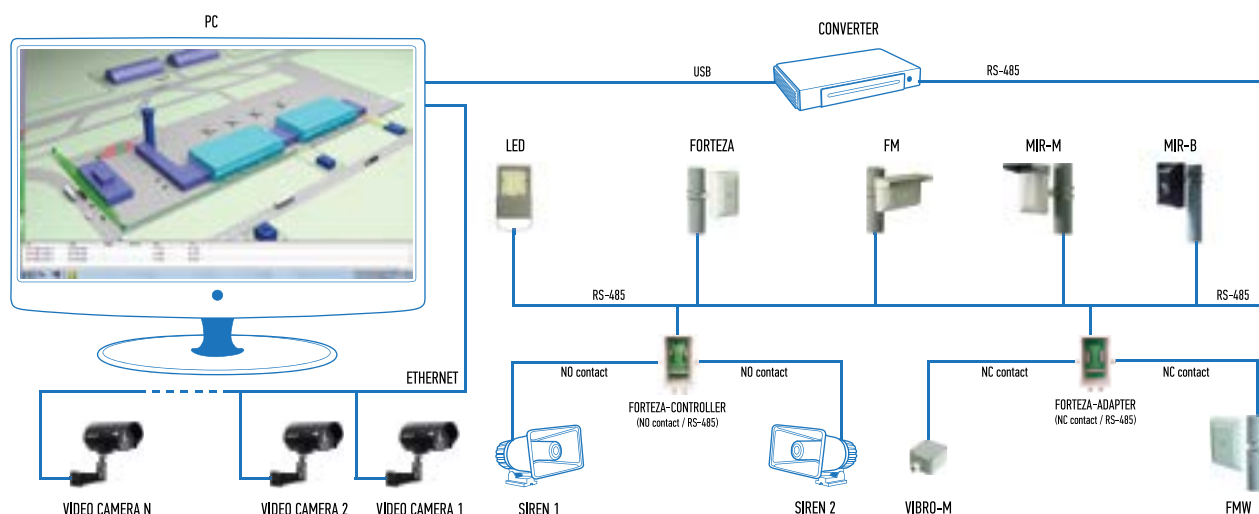 PC
CONVERTER
USB
RS-485
LED
FORTEZA
FM
MIR-M
MIR-B
RS-485
RS-485
ETHERNET
NO contact
NO contact
NC contact
NC contact
FORTEZA-CONTROLLER
(NO contact / RS-485)
FORTEZA-ADAPTER
(NC contact / RS-485)
VIDEO CAMERA N
VIDEO CAMERA 2
VIDEO CAMERA 1
SIREN 1
SIREN 2
VIBRO-M
FMW